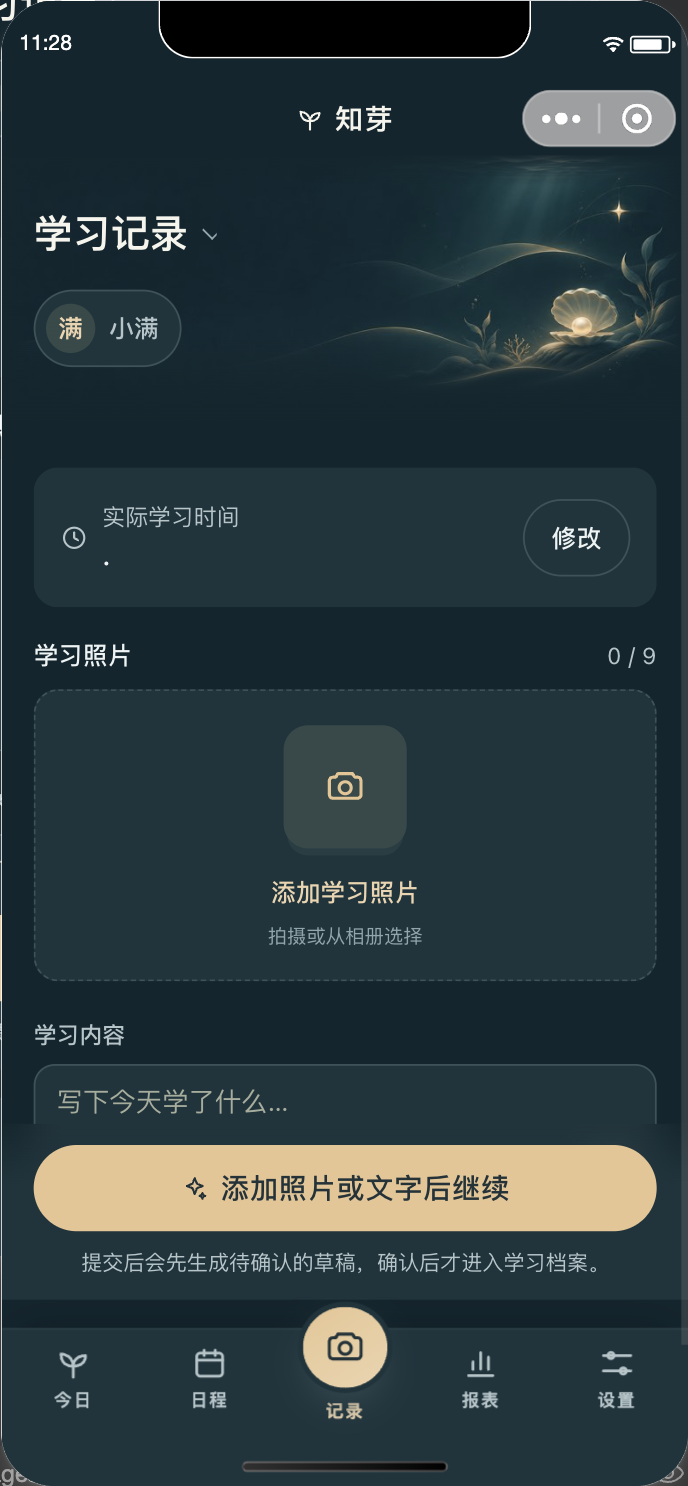 11:28
知芽
学习记录
满 小满
实际学习时间
·
修改
学习照片 0 / 9
添加学习照片
拍摄或从相册选择
学习内容
写下今天学了什么...
添加照片或文字后继续
提交后会先生成待确认的草稿，确认后才进入学习档案。
今日 日程 记录 报表 设置